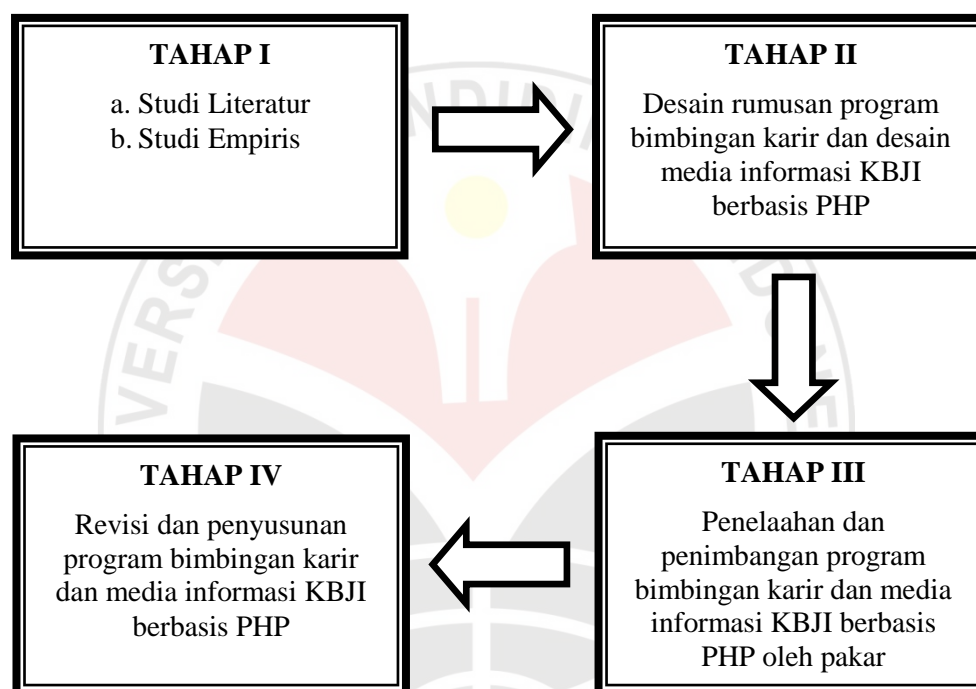 TAHAP I
a. Studi Literatur
b. Studi Empiris
TAHAP II
Desain rumusan program
bimbingan karir dan desain
media informasi KBJI
berbasis PHP
TAHAP III
Penelaahan dan
penimbangan program
bimbingan karir dan media
informasi KBJI berbasis
PHP oleh pakar
TAHAP IV
Revisi dan penyusunan
program bimbingan karir
dan media informasi KBJI
berbasis PHP